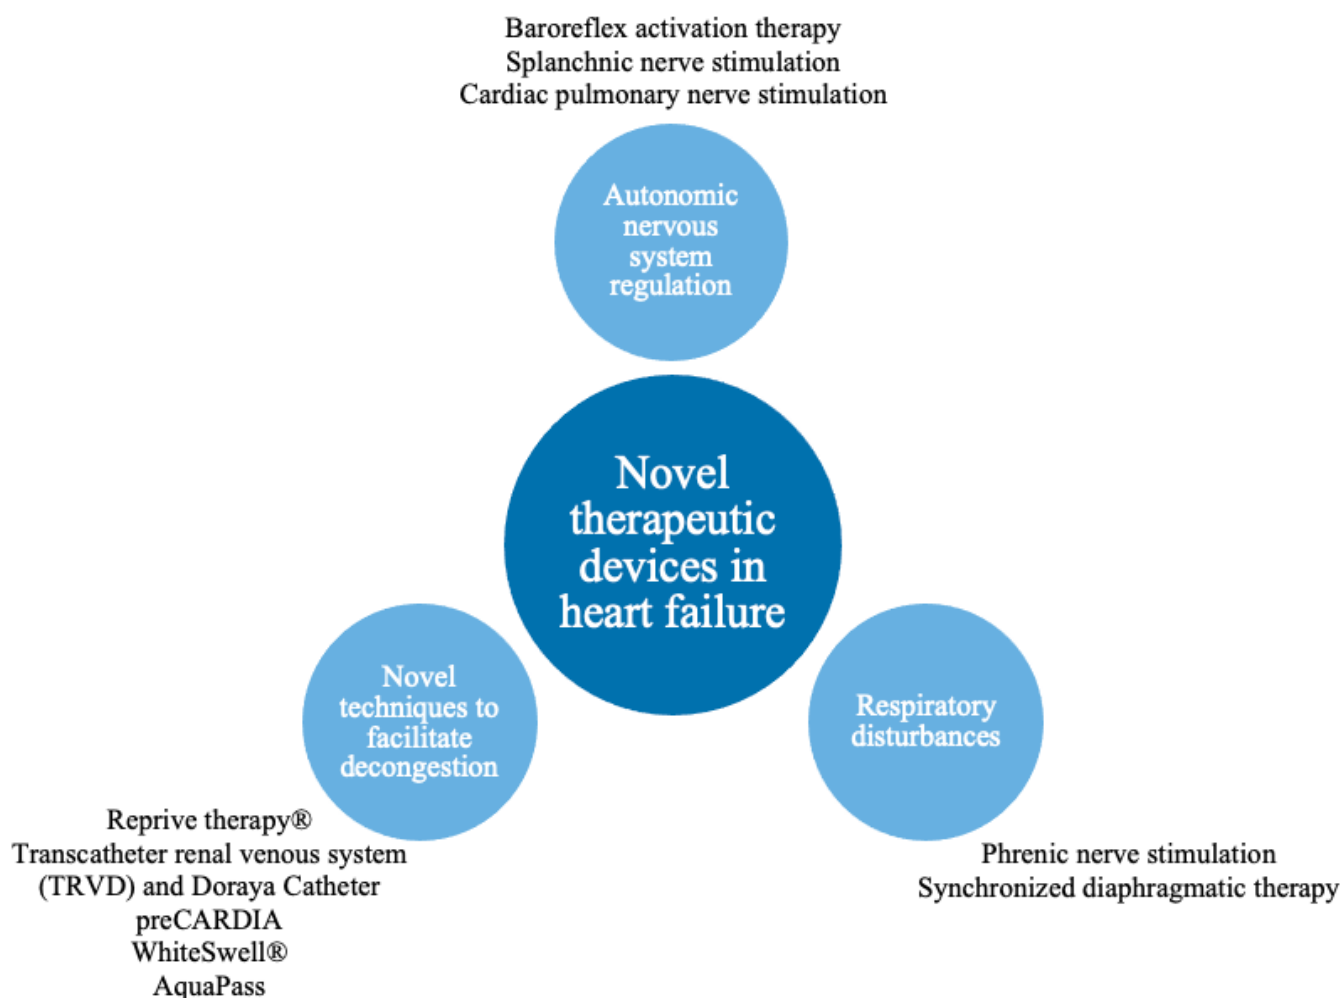 Baroreflex activation therapy
Splanchnic nerve stimulation
Cardiac pulmonary nerve stimulation
Autonomic
nervous
system
regulation
Novel
therapeutic
devices in
heart failure
Novel
techniques to
facilitate
decongestion
Respiratory
disturbances
Reprive therapy®
Transcatheter renal venous system
(TRVD) and Doraya Catheter
preCARDIA
WhiteSwell®
AquaPass
Phrenic nerve stimulation
Synchronized diaphragmatic therapy